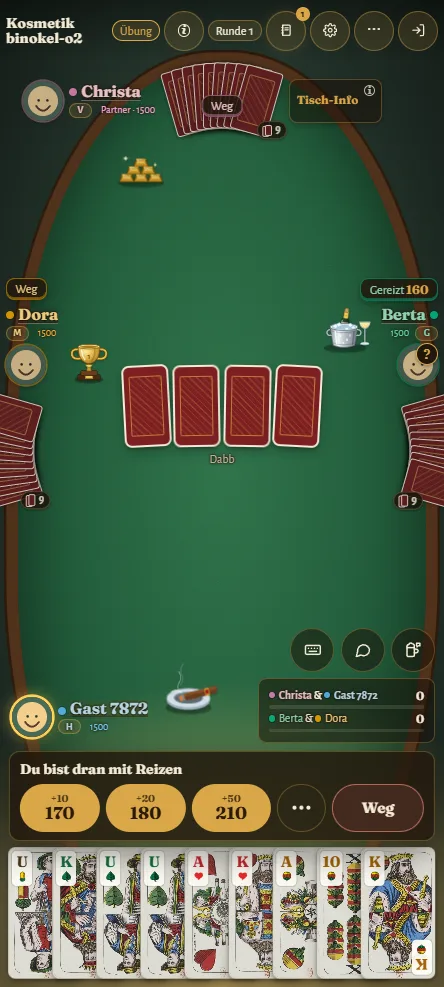 Kosmetik
binokel-o2
Übung
Runde 1
1
Christa
V
Partner · 1500
Weg
9
Tisch-Info
Weg
Dora
M
1500
Gereizt 160
Berta
1500
G
?
9
9
Dabb
Gast 7872
H
1500
Christa & Gast 7872
0
Berta & Dora
0
Du bist dran mit Reizen
+10
170
+20
180
+50
210
Weg
U
K
U
U
A
K
A
10
K
K